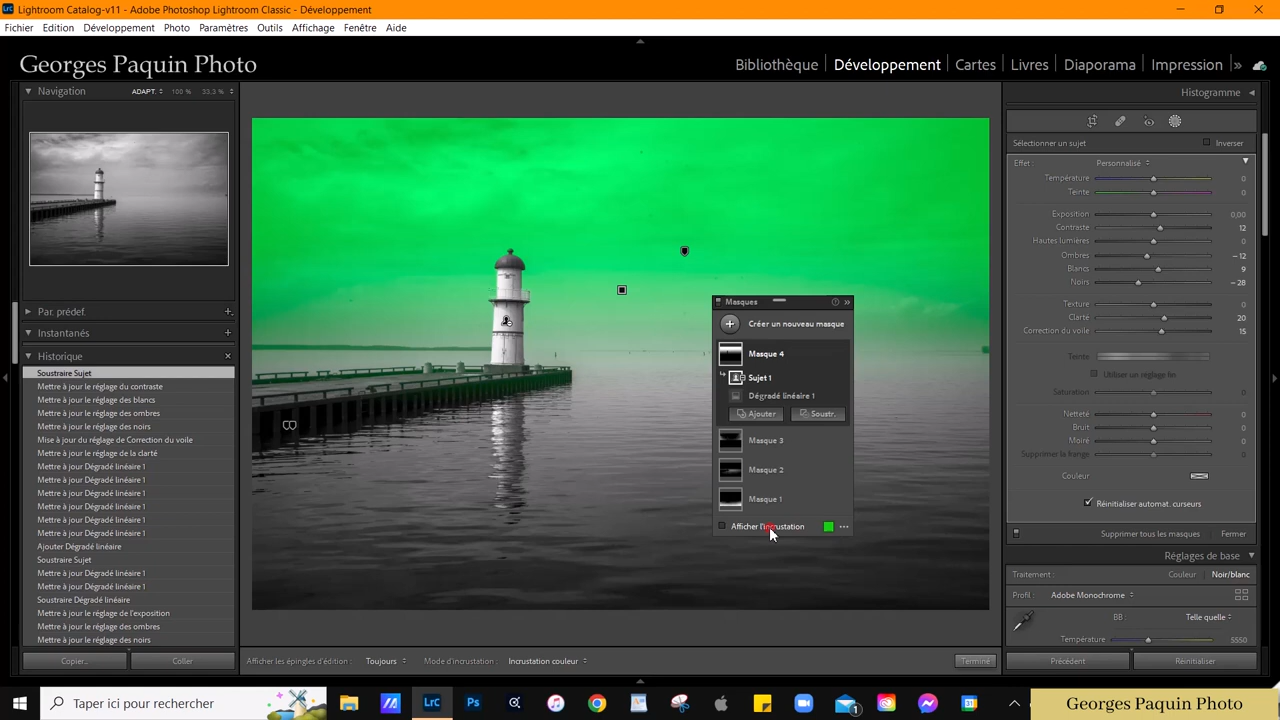 Lightroom Catalog-v11 - Adobe Photoshop Lightroom Classic - Développement
Fichier Edition Développement Photo Paramètres Outils Affichage Fenêtre Aide
Georges Paquin Photo
Bibliothèque Développement Cartes Livres Diaporama Impression »
Navigation ADAPT. 100 % 33,3 %
Par. prédéf. +
Instantanés +
Historique ×
Soustraire Sujet
Mettre à jour le réglage du contraste
Mettre à jour le réglage des blancs
Mettre à jour le réglage des ombres
Mettre à jour le réglage des noirs
Mise à jour du réglage de Correction du voile
Mettre à jour le réglage de la clarté
Mettre à jour Dégradé linéaire 1
Mettre à jour Dégradé linéaire 1
Mettre à jour Dégradé linéaire 1
Mettre à jour Dégradé linéaire 1
Mettre à jour Dégradé linéaire 1
Mettre à jour Dégradé linéaire 1
Ajouter Dégradé linéaire
Soustraire Sujet
Mettre à jour Dégradé linéaire 1
Mettre à jour Dégradé linéaire 1
Soustraire Dégradé linéaire
Mettre à jour le réglage de l'exposition
Mettre à jour le réglage des ombres
Mettre à jour le réglage des noirs
Copier... Coller
Masques ? »
Créer un nouveau masque
Masque 4
Sujet 1
Dégradé linéaire 1
Ajouter Soustr.
Masque 3
Masque 2
Masque 1
Afficher l'incrustation
Afficher les épingles d'édition : Toujours Mode d'incrustation : Incrustation couleur Terminé
Histogramme
Sélectionner un sujet Inverser
Effet : Personnalisé
Température 0
Teinte 0
Exposition 0,00
Contraste 12
Hautes lumières 0
Ombres – 12
Blancs 9
Noirs – 28
Texture 0
Clarté 20
Correction du voile 15
Teinte
Utiliser un réglage fin
Saturation
Netteté 0
Bruit 0
Moiré 0
Supprimer la frange 0
Couleur
Réinitialiser automat. curseurs
Supprimer tous les masques Fermer
Réglages de base
Traitement : Couleur Noir/blanc
Profil : Adobe Monochrome
BB : Telle quelle
Température 5550
Précédent Réinitialiser
Taper ici pour rechercher
LrC Ps 1
Georges Paquin Photo